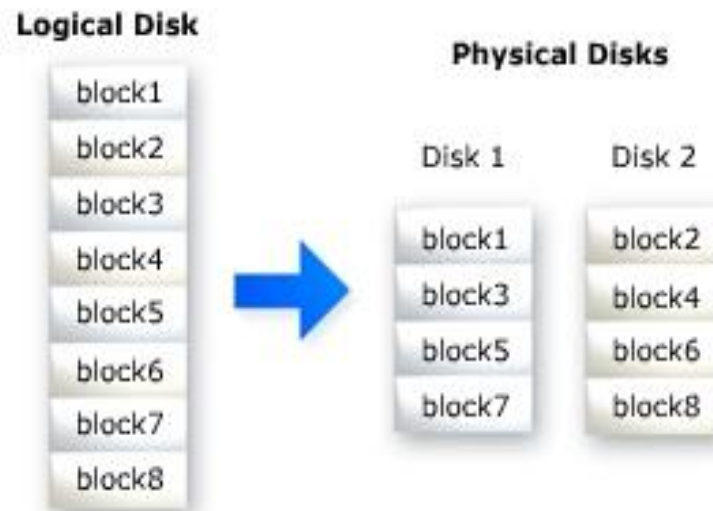 Logical Disk
block1
block2
block3
block4
block5
block6
block7
block8
Physical Disks
Disk 1
block1
block3
block5
block7
Disk 2
block2
block4
block6
block8